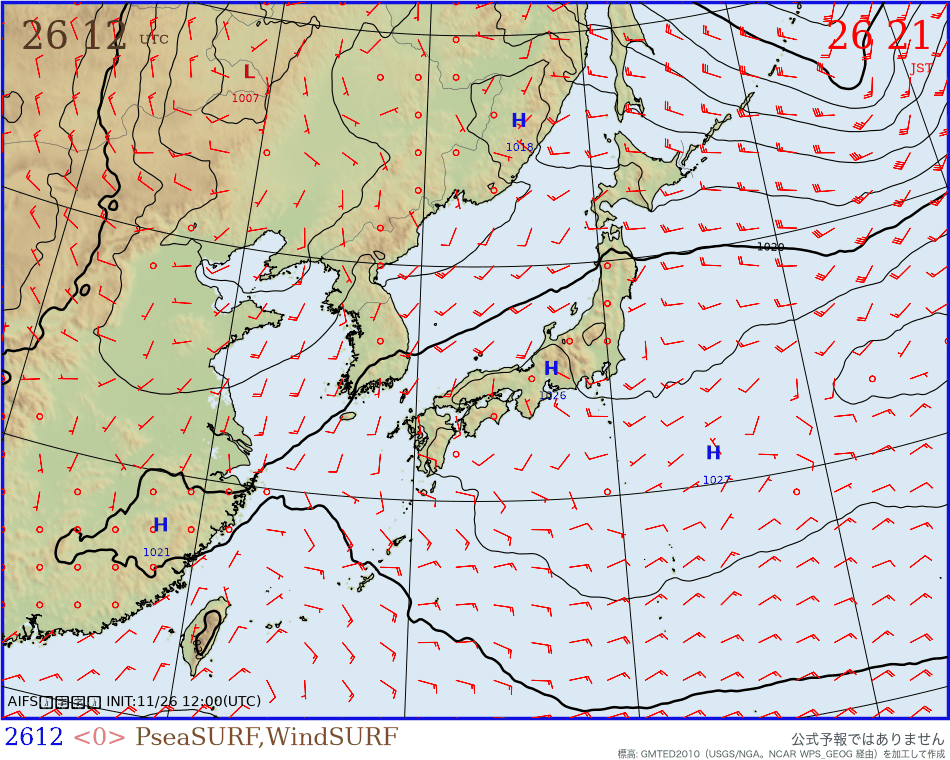 26 12 UTC
26 21 JST
L
1007
H
1018
1020
H
1026
H
1027
H
1021
AIFS INIT:11/26 12:00(UTC)
2612 <0> PseaSURF,WindSURF
公式予報ではありません
標高: GMTED2010（USGS/NGA。NCAR WPS_GEOG 経由）を加工して作成